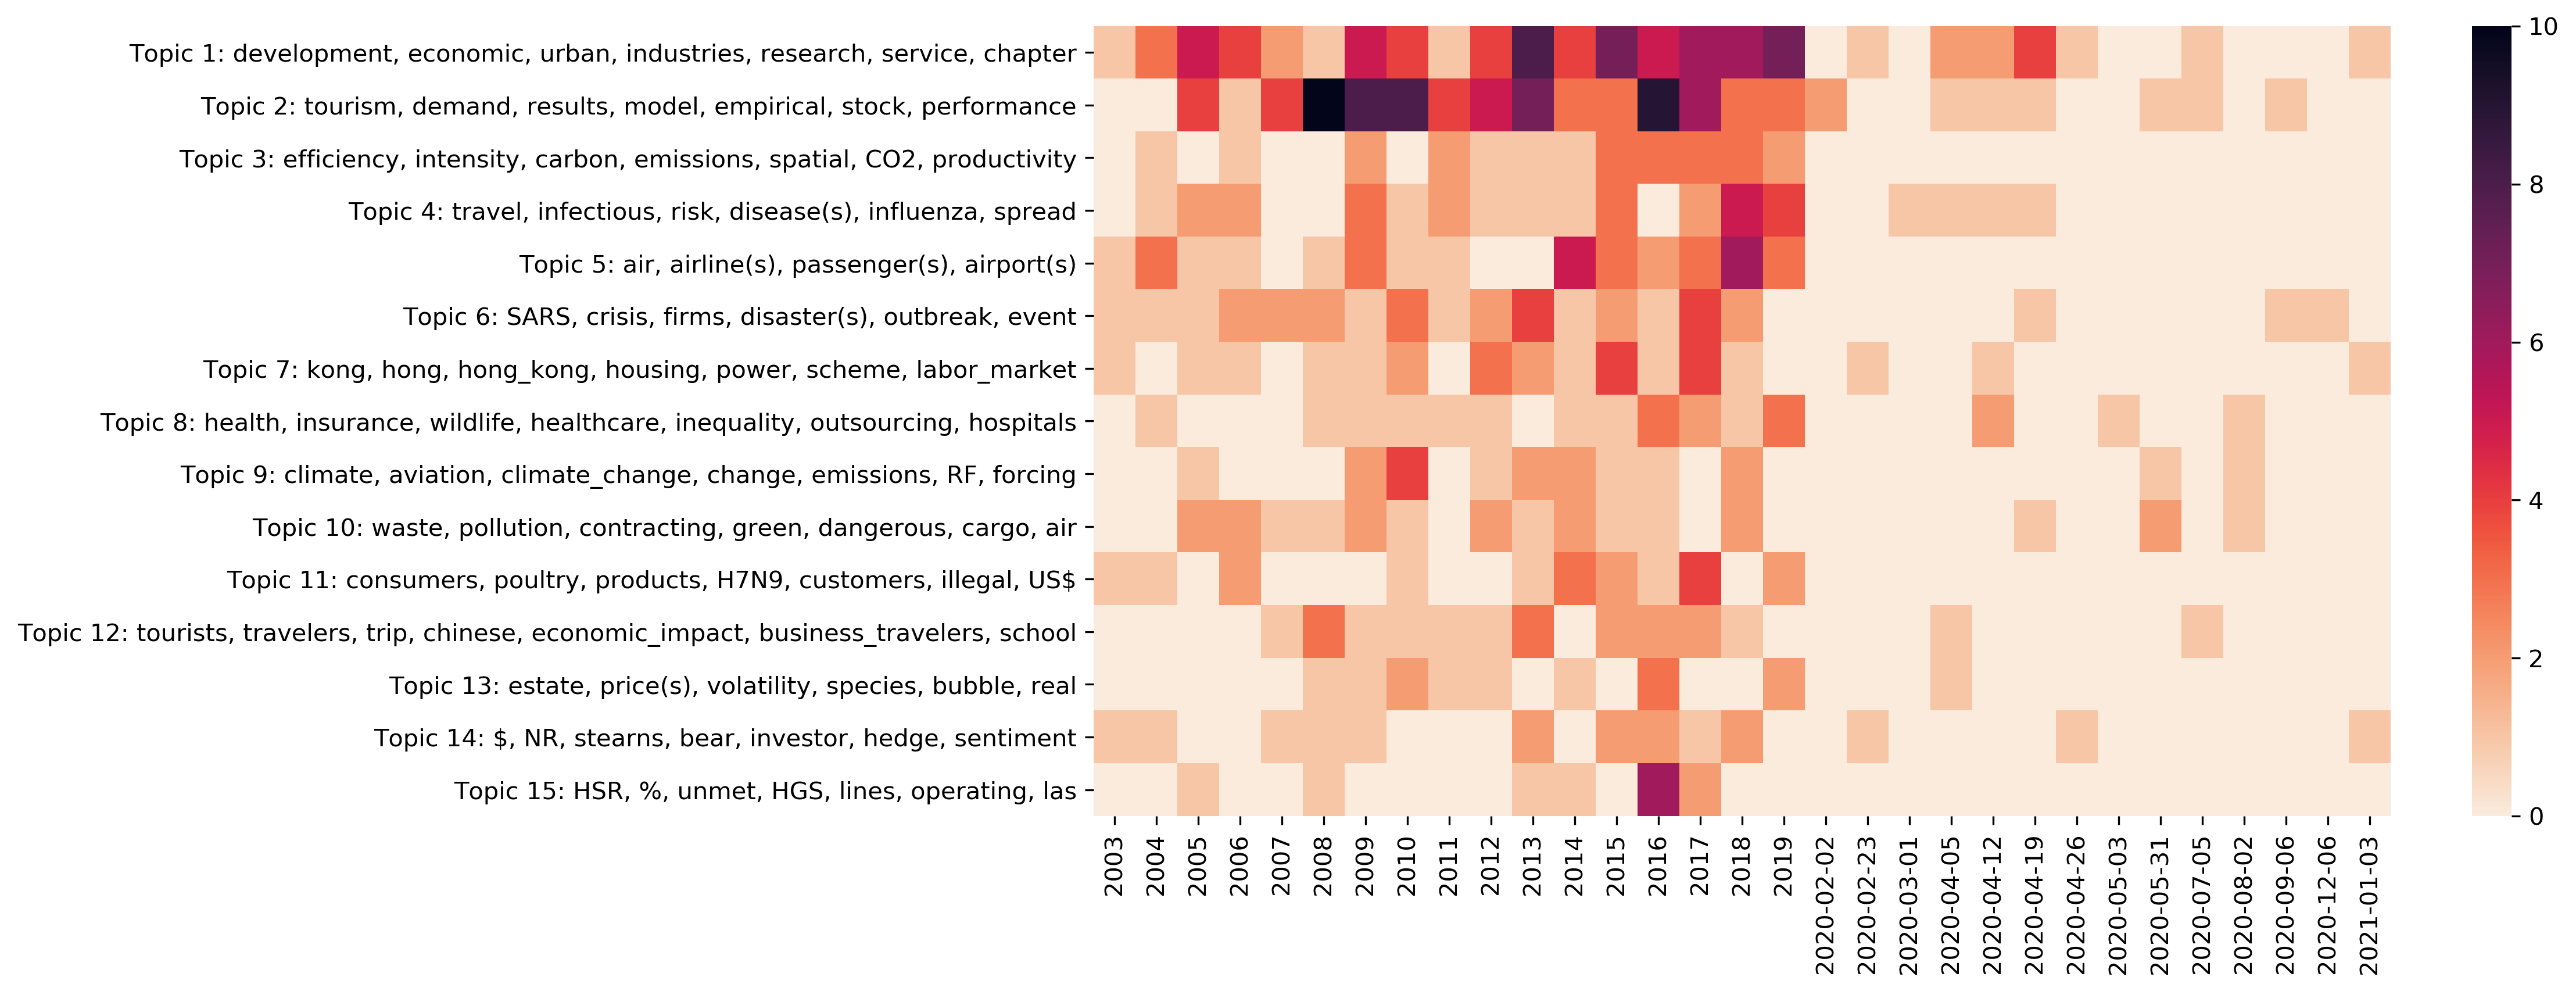 Topic 1: development, economic, urban, industries, research, service, chapter
Topic 2: tourism, demand, results, model, empirical, stock, performance
Topic 3: efficiency, intensity, carbon, emissions, spatial, CO2, productivity
Topic 4: travel, infectious, risk, disease(s), influenza, spread
Topic 5: air, airline(s), passenger(s), airport(s)
Topic 6: SARS, crisis, firms, disaster(s), outbreak, event
Topic 7: kong, hong, hong_kong, housing, power, scheme, labor_market
Topic 8: health, insurance, wildlife, healthcare, inequality, outsourcing, hospitals
Topic 9: climate, aviation, climate_change, change, emissions, RF, forcing
Topic 10: waste, pollution, contracting, green, dangerous, cargo, air
Topic 11: consumers, poultry, products, H7N9, customers, illegal, US$
Topic 12: tourists, travelers, trip, chinese, economic_impact, business_travelers, school
Topic 13: estate, price(s), volatility, species, bubble, real
Topic 14: $, NR, stearns, bear, investor, hedge, sentiment
Topic 15: HSR, %, unmet, HGS, lines, operating, las
2003
2004
2005
2006
2007
2008
2009
2010
2011
2012
2013
2014
2015
2016
2017
2018
2019
2020-02-02
2020-02-23
2020-03-01
2020-04-05
2020-04-12
2020-04-19
2020-04-26
2020-05-03
2020-05-31
2020-07-05
2020-08-02
2020-09-06
2020-12-06
2021-01-03
10
8
6
4
2
0